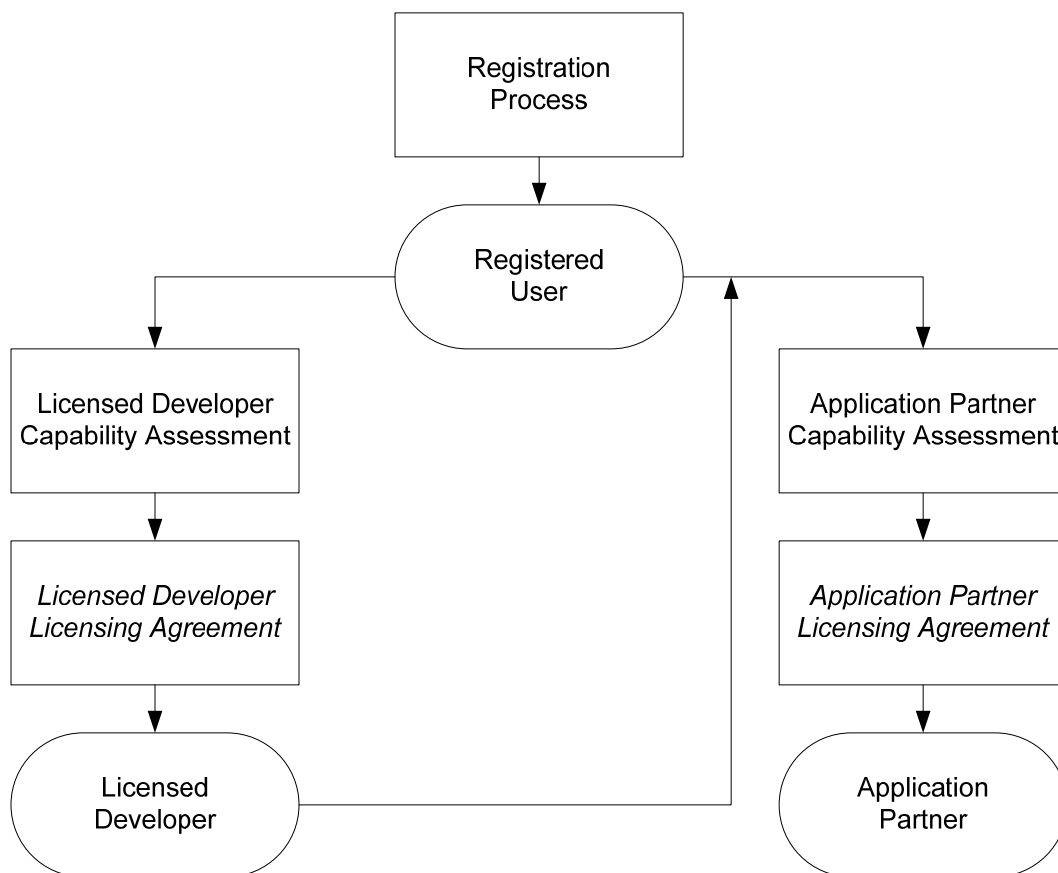 Registration
Process
Registered
User
Licensed Developer
Capability Assessment
Application Partner
Capability Assessment
Licensed Developer
Licensing Agreement
Application Partner
Licensing Agreement
Licensed
Developer
Application
Partner